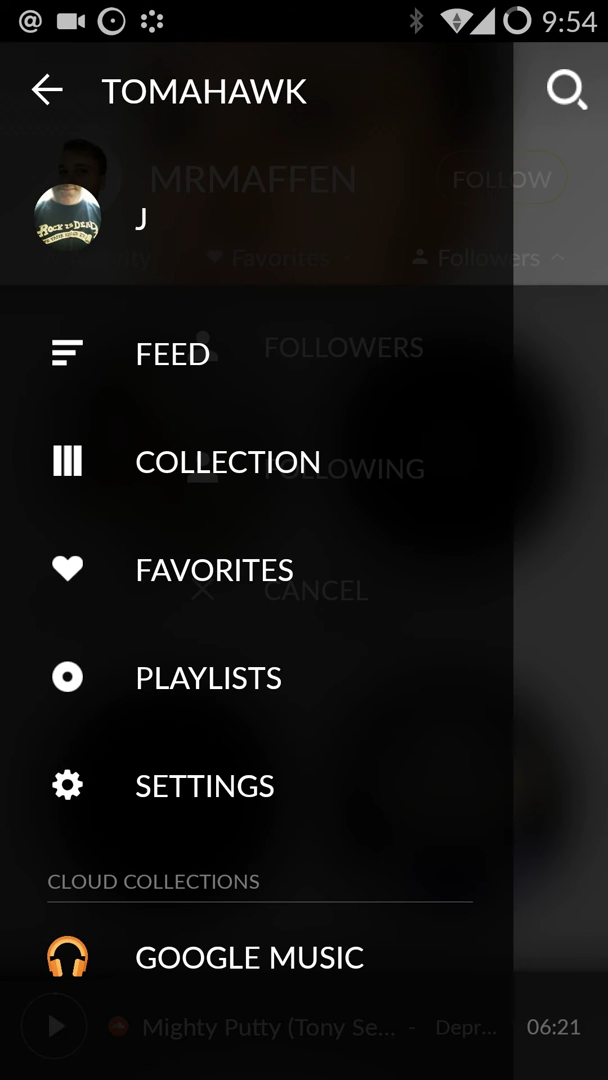 9:54
TOMAHAWK
MRMAFFEN
FOLLOW
J
Favorites
Followers
FEED
FOLLOWERS
COLLECTION
FOLLOWING
FAVORITES
CANCEL
PLAYLISTS
SETTINGS
CLOUD COLLECTIONS
GOOGLE MUSIC
Mighty Putty (Tony Se... - Depr... 06:21